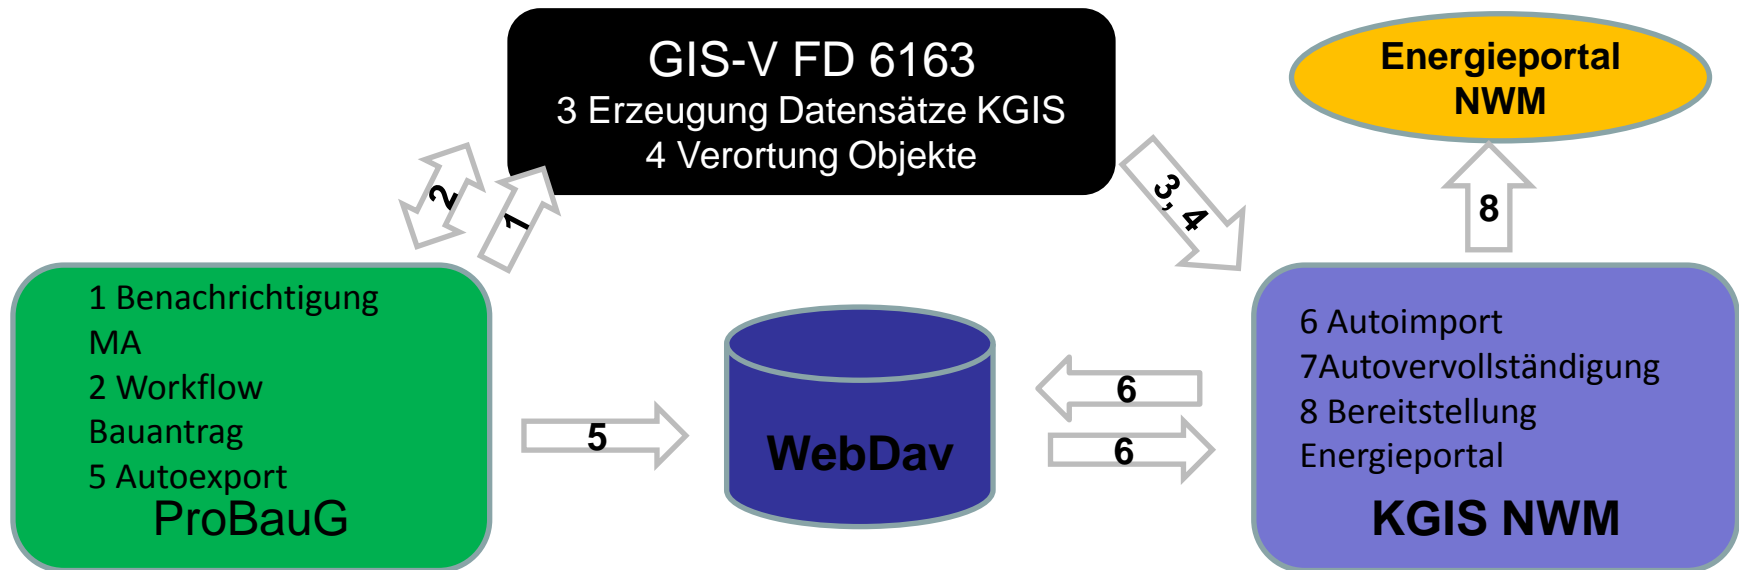 GIS-V FD 6163
3 Erzeugung Datensätze KGIS
4 Verortung Objekte
Energieportal
NWM
2
1
3, 4
8
1 Benachrichtigung
MA
2 Workflow
Bauantrag
5 Autoexport
ProBauG
5
WebDav
6
6
6 Autoimport
7Autovervollständigung
8 Bereitstellung
Energieportal
KGIS NWM